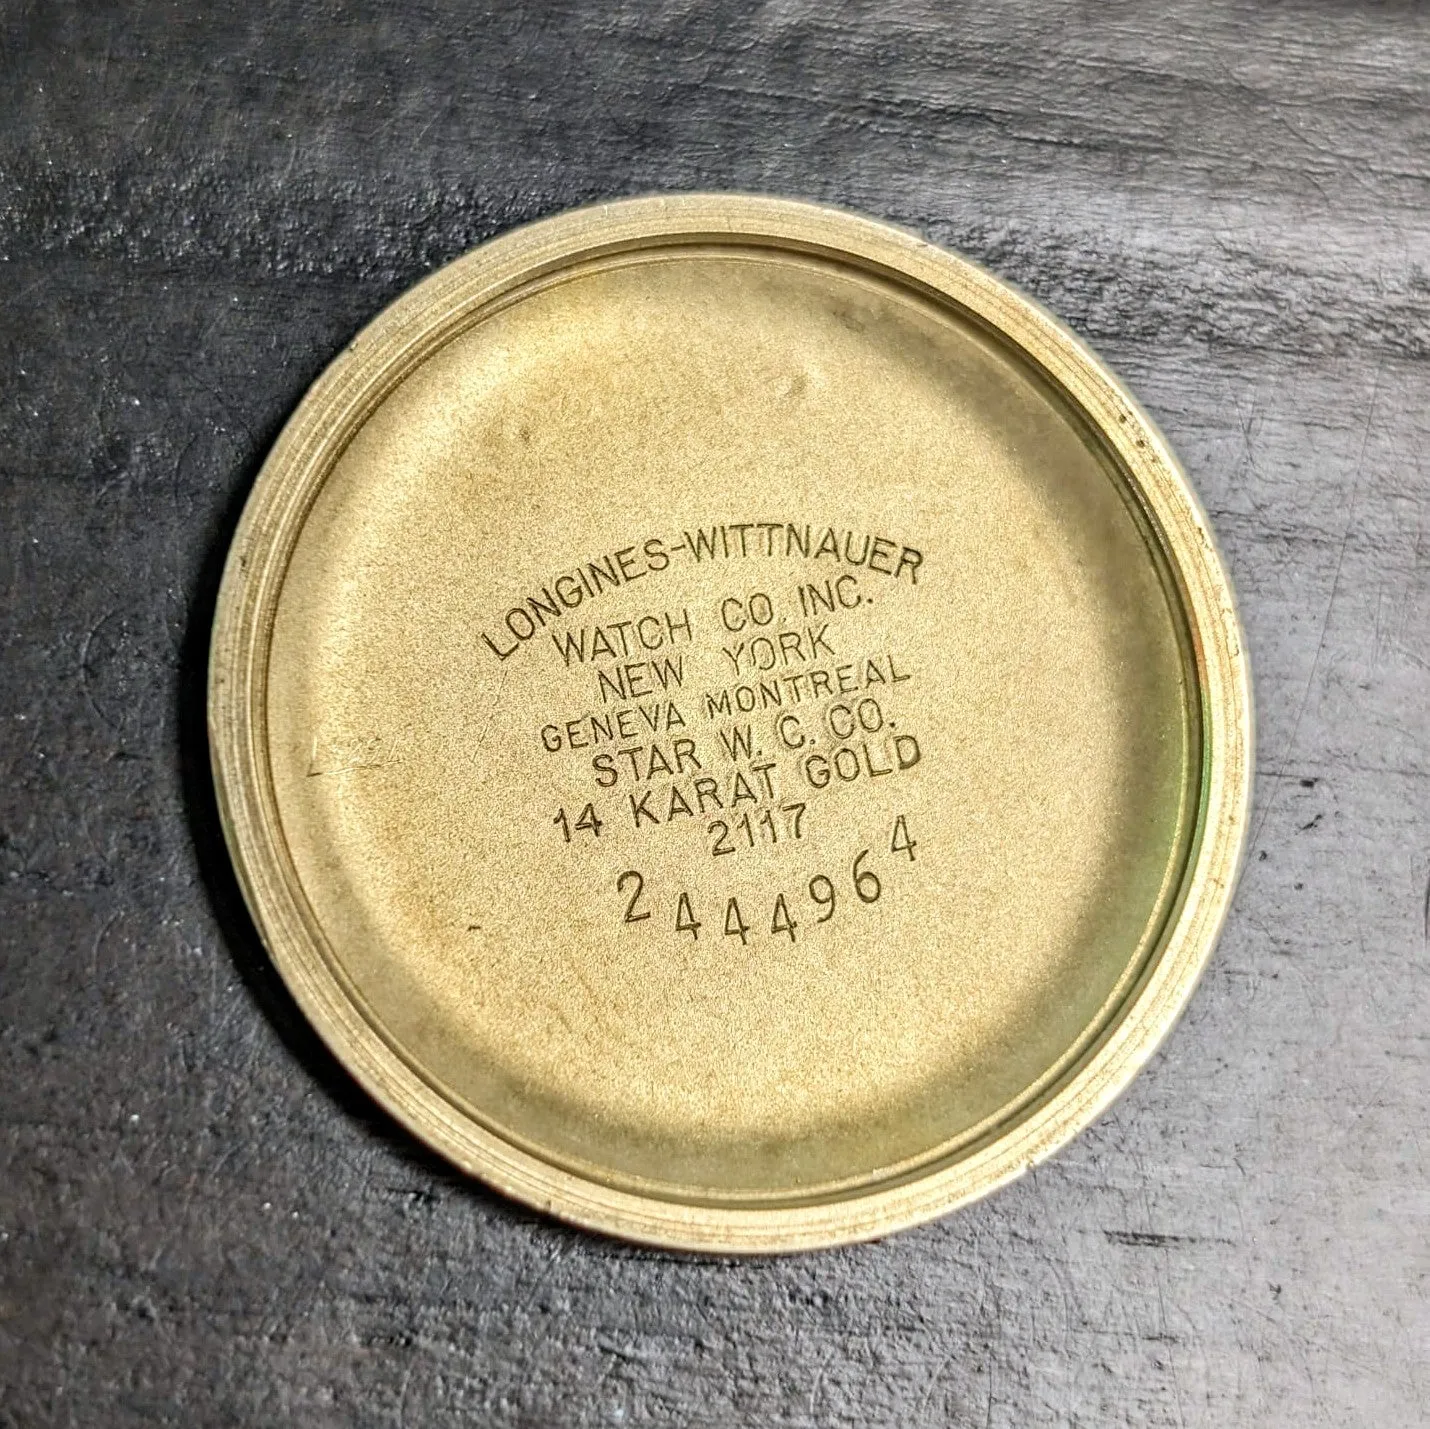 LONGINES-WITTNAUER
WATCH CO. INC.
NEW YORK
GENEVA MONTREAL
STAR W. C. CO.
14 KARAT GOLD
2117
2444964